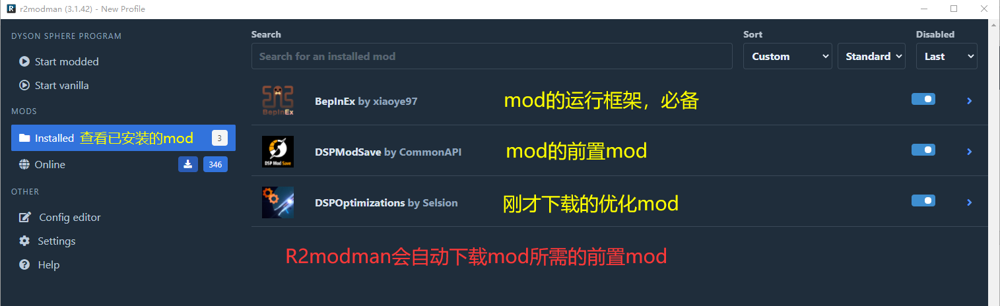 r2modman (3.1.42) - New Profile
DYSON SPHERE PROGRAM
Start modded
Start vanilla
MODS
Installed 查看已安装的mod 3
Online 346
OTHER
Config editor
Settings
Help
Search
Search for an installed mod
Sort
Custom
Standard
Disabled
Last
BepInEx
BepInEx by xiaoye97 mod的运行框架，必备
DSP Mod Save
DSPModSave by CommonAPI mod的前置mod
DSPOptimizations by Selsion 刚才下载的优化mod
R2modman会自动下载mod所需的前置mod